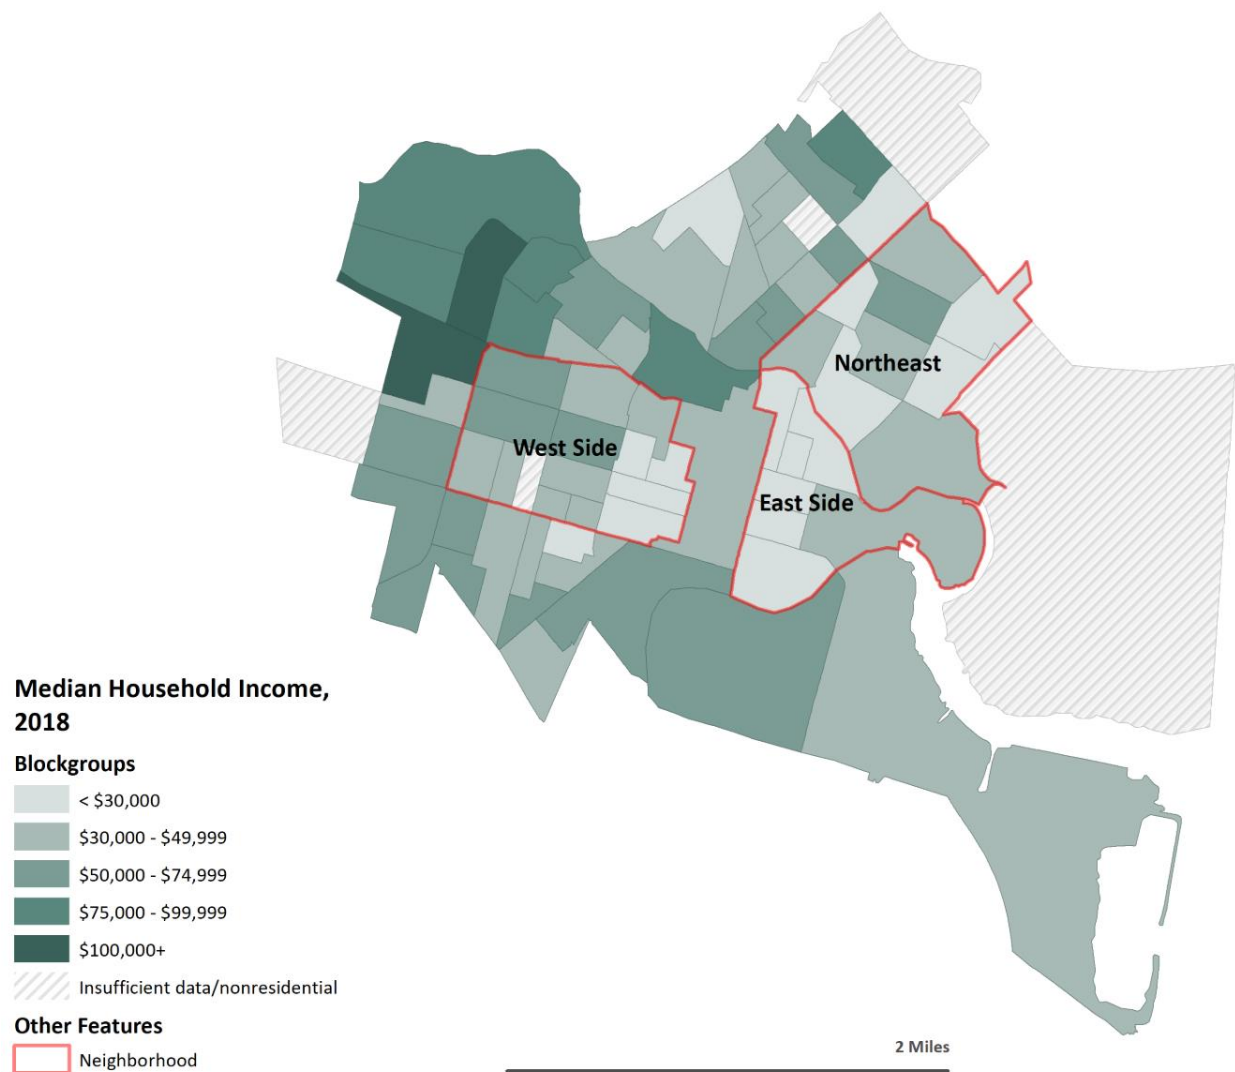 Northeast
West Side
East Side
Median Household Income,
2018
Blockgroups
< $30,000
$30,000 - $49,999
$50,000 - $74,999
$75,000 - $99,999
$100,000+
Insufficient data/nonresidential
Other Features
Neighborhood
2 Miles